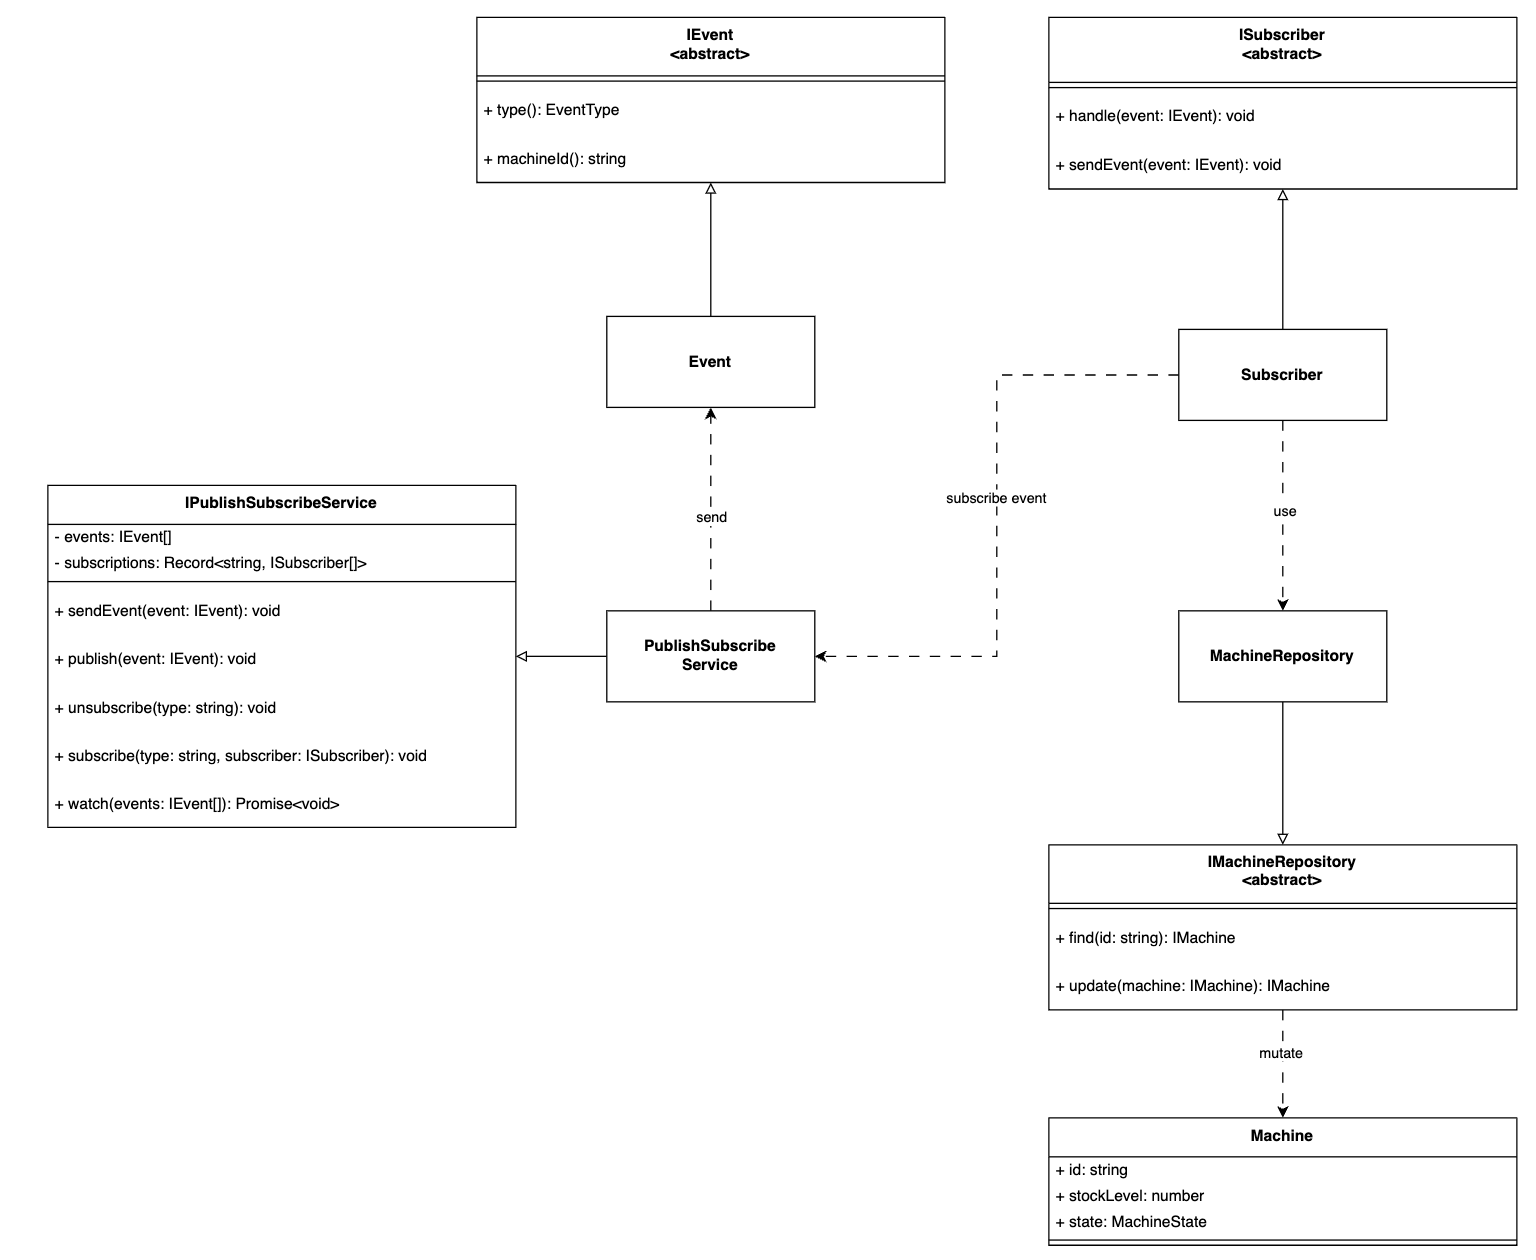 IEvent
<abstract>
+ type(): EventType
+ machineId(): string
ISubscriber
<abstract>
+ handle(event: IEvent): void
+ sendEvent(event: IEvent): void
Event
Subscriber
send
subscribe event
use
IPublishSubscribeService
- events: IEvent[]
- subscriptions: Record<string, ISubscriber[]>
+ sendEvent(event: IEvent): void
+ publish(event: IEvent): void
+ unsubscribe(type: string): void
+ subscribe(type: string, subscriber: ISubscriber): void
+ watch(events: IEvent[]): Promise<void>
PublishSubscribe
Service
MachineRepository
IMachineRepository
<abstract>
+ find(id: string): IMachine
+ update(machine: IMachine): IMachine
mutate
Machine
+ id: string
+ stockLevel: number
+ state: MachineState